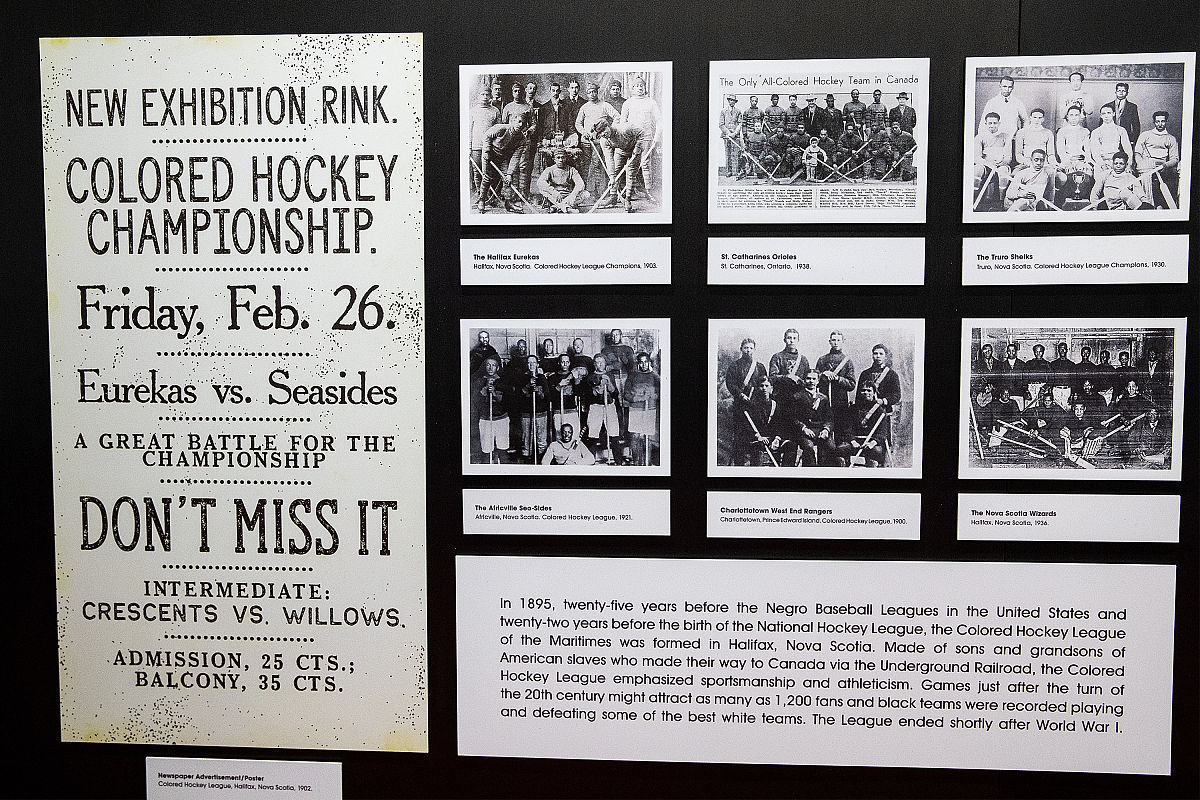 NEW EXHIBITION RINK.
COLORED HOCKEY
CHAMPIONSHIP.
Friday, Feb. 26.
Eurekas vs. Seasides
A GREAT BATTLE FOR THE
CHAMPIONSHIP
DON'T MISS IT
INTERMEDIATE:
CRESCENTS VS. WILLOWS.
ADMISSION, 25 CTS.;
BALCONY, 35 CTS.
Newspaper Advertisement/Poster
Colored Hockey League, Halifax, Nova Scotia, 1902.
The Halifax Eurekas
Halifax, Nova Scotia. Colored Hockey League Champions, 1903.
The Only "All-Colored Hockey Team in Canada
St. Catharines Orioles
St. Catharines, Ontario. 1938.
The Truro Sheiks
Truro, Nova Scotia. Colored Hockey League Champions, 1930.
The Africville Sea-Sides
Africville, Nova Scotia. Colored Hockey League, 1921.
Charlottetown West End Rangers
Charlottetown, Prince Edward Island, Colored Hockey League, 1900.
The Nova Scotia Wizards
Halifax, Nova Scotia, 1936.
In 1895, twenty-five years before the Negro Baseball Leagues in the United States and
twenty-two years before the birth of the National Hockey League, the Colored Hockey League
of the Maritimes was formed in Halifax, Nova Scotia. Made of sons and grandsons of
American slaves who made their way to Canada via the Underground Railroad, the Colored
Hockey League emphasized sportsmanship and athleticism. Games just after the turn of
the 20th century might attract as many as 1,200 fans and black teams were recorded playing
and defeating some of the best white teams. The League ended shortly after World War I.